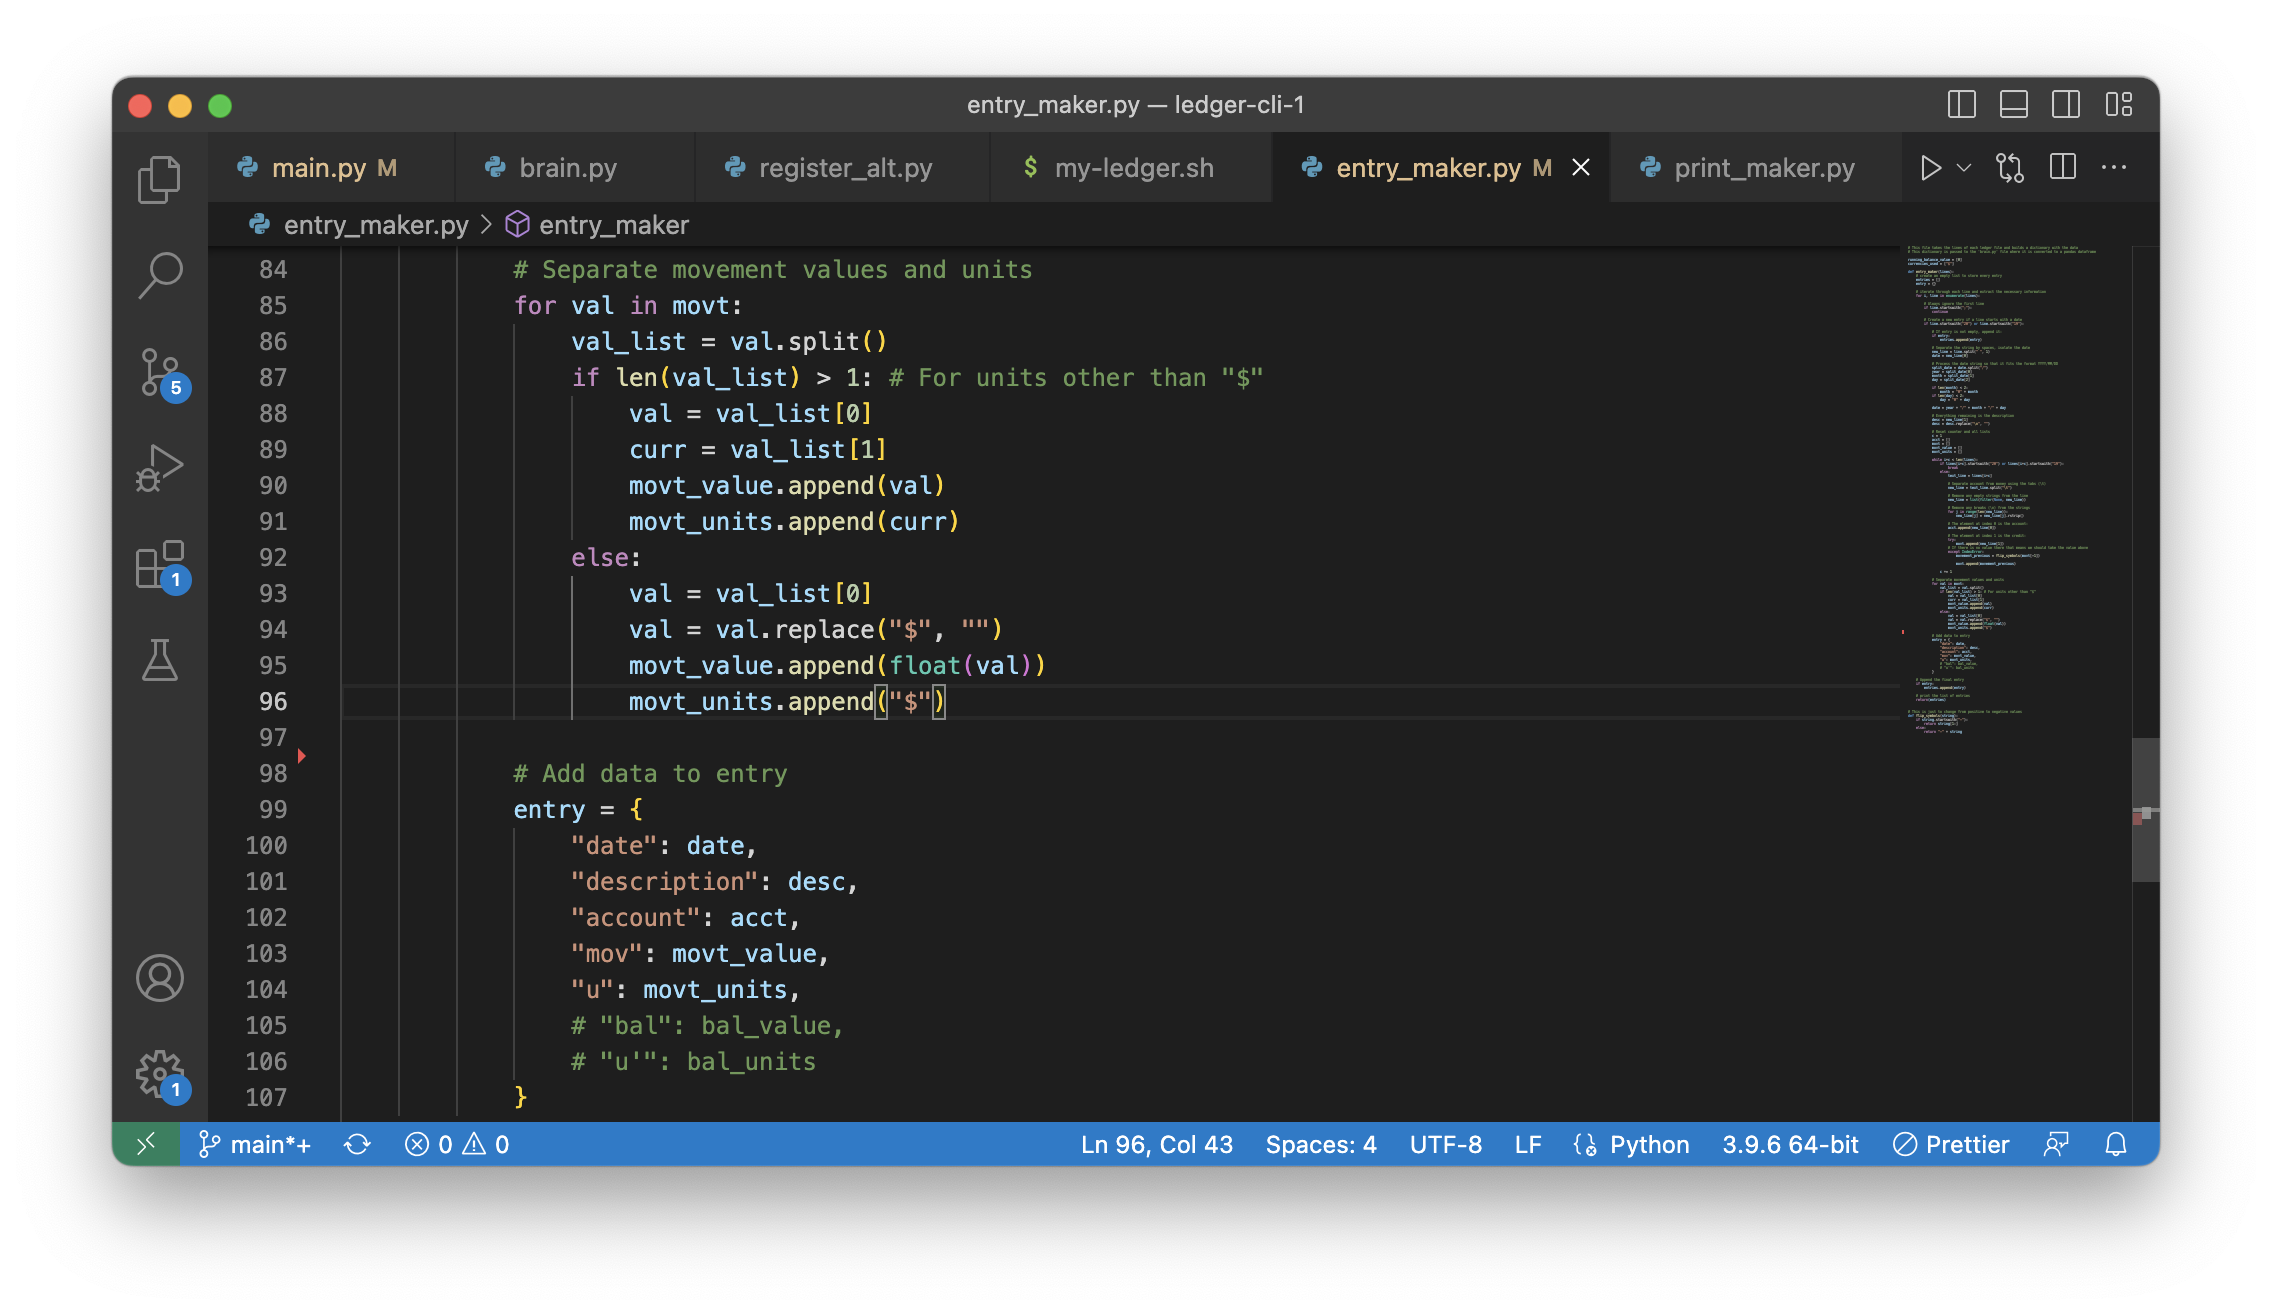 entry_maker.py — ledger-cli-1
main.py M
brain.py
register_alt.py
$ my-ledger.sh
entry_maker.py M
print_maker.py
entry_maker.py > entry_maker
84 # Separate movement values and units
85 for val in movt:
86 val_list = val.split()
87 if len(val_list) > 1: # For units other than "$"
88 val = val_list[0]
89 curr = val_list[1]
90 movt_value.append(val)
91 movt_units.append(curr)
92 else:
93 val = val_list[0]
94 val = val.replace("$", "")
95 movt_value.append(float(val))
96 movt_units.append("$")
97
98 # Add data to entry
99 entry = {
100 "date": date,
101 "description": desc,
102 "account": acct,
103 "mov": movt_value,
104 "u": movt_units,
105 # "bal": bal_value,
106 # "u'": bal_units
107 }
5
1
1
main*+ 0 0 Ln 96, Col 43 Spaces: 4 UTF-8 LF Python 3.9.6 64-bit Prettier